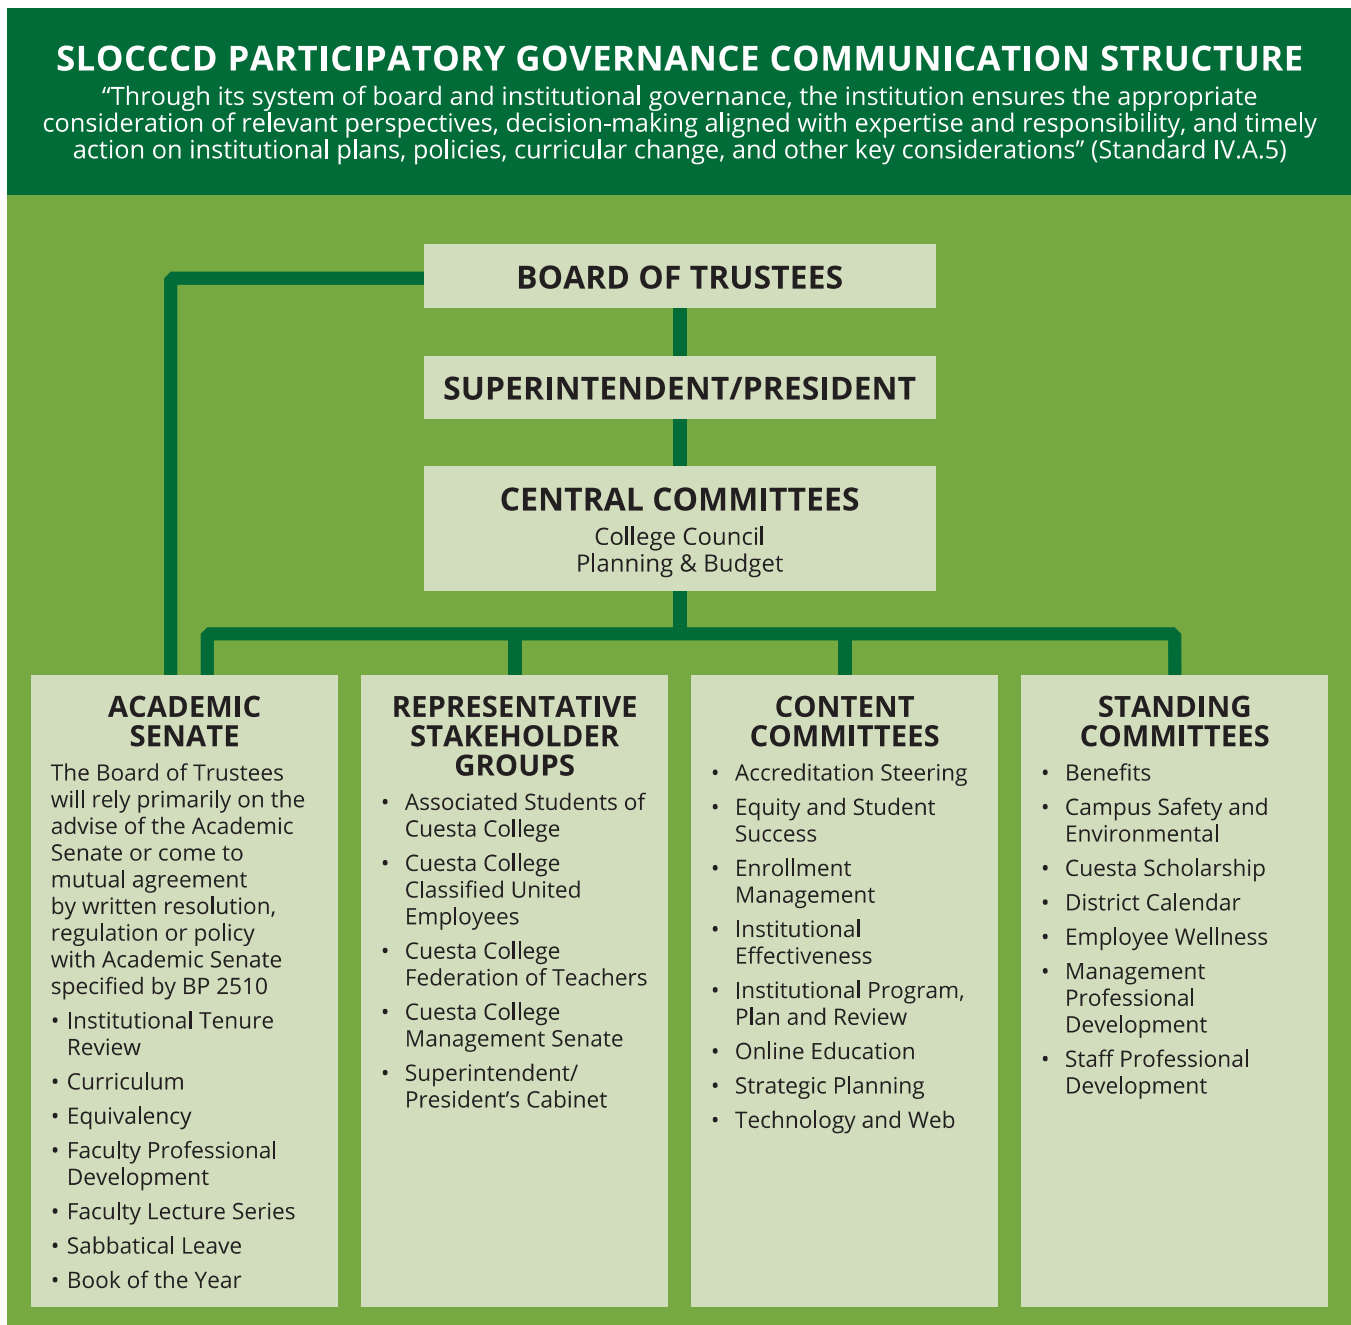 SLOCCCD PARTICIPATORY GOVERNANCE COMMUNICATION STRUCTURE
“Through its system of board and institutional governance, the institution ensures the appropriate
consideration of relevant perspectives, decision-making aligned with expertise and responsibility, and timely
action on institutional plans, policies, curricular change, and other key considerations” (Standard IV.A.5)
BOARD OF TRUSTEES
SUPERINTENDENT/PRESIDENT
CENTRAL COMMITTEES
College Council
Planning & Budget
ACADEMIC
SENATE
The Board of Trustees
will rely primarily on the
advise of the Academic
Senate or come to
mutual agreement
by written resolution,
regulation or policy
with Academic Senate
specified by BP 2510
• Institutional Tenure
Review
• Curriculum
• Equivalency
• Faculty Professional
Development
• Faculty Lecture Series
• Sabbatical Leave
• Book of the Year
REPRESENTATIVE
STAKEHOLDER
GROUPS
• Associated Students of
Cuesta College
• Cuesta College
Classified United
Employees
• Cuesta College
Federation of Teachers
• Cuesta College
Management Senate
• Superintendent/
President’s Cabinet
CONTENT
COMMITTEES
• Accreditation Steering
• Equity and Student
Success
• Enrollment
Management
• Institutional
Effectiveness
• Institutional Program,
Plan and Review
• Online Education
• Strategic Planning
• Technology and Web
STANDING
COMMITTEES
• Benefits
• Campus Safety and
Environmental
• Cuesta Scholarship
• District Calendar
• Employee Wellness
• Management
Professional
Development
• Staff Professional
Development